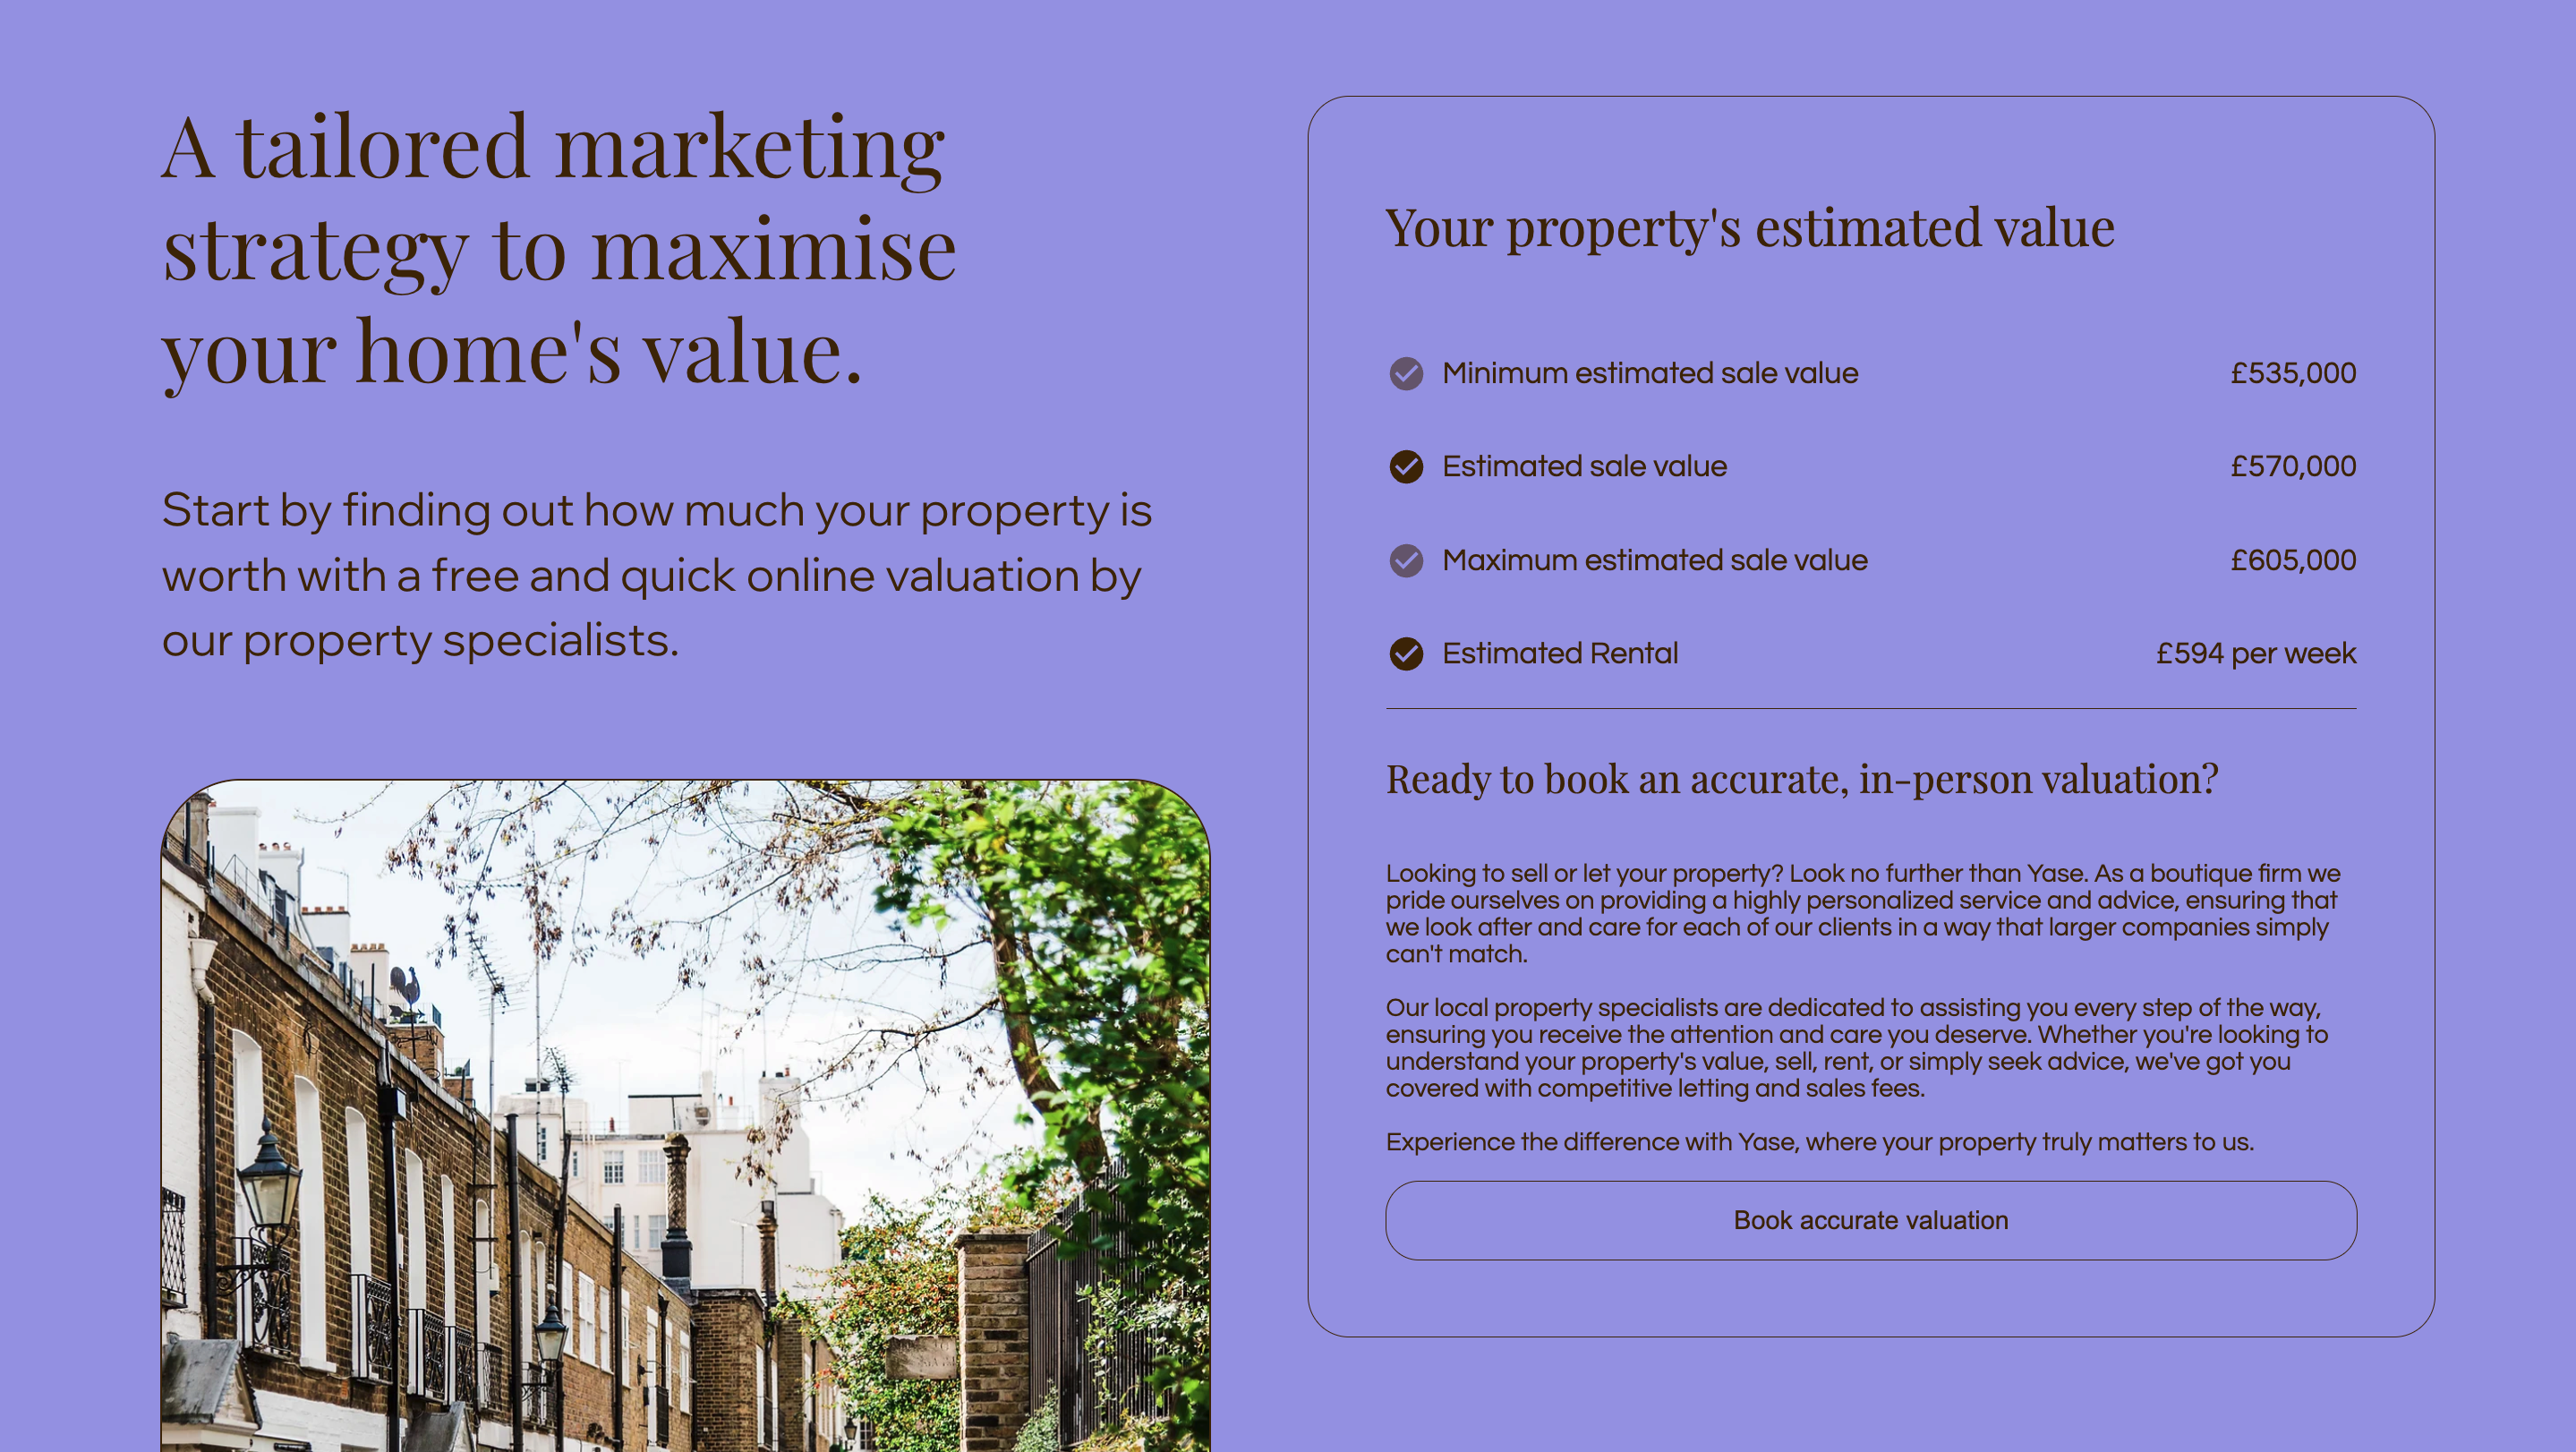 A tailored marketing
strategy to maximise
your home's value.
Start by finding out how much your property is
worth with a free and quick online valuation by
our property specialists.
Your property's estimated value
Minimum estimated sale value £535,000
Estimated sale value £570,000
Maximum estimated sale value £605,000
Estimated Rental £594 per week
Ready to book an accurate, in-person valuation?
Looking to sell or let your property? Look no further than Yase. As a boutique firm we
pride ourselves on providing a highly personalized service and advice, ensuring that
we look after and care for each of our clients in a way that larger companies simply
can't match.
Our local property specialists are dedicated to assisting you every step of the way,
ensuring you receive the attention and care you deserve. Whether you're looking to
understand your property's value, sell, rent, or simply seek advice, we've got you
covered with competitive letting and sales fees.
Experience the difference with Yase, where your property truly matters to us.
Book accurate valuation